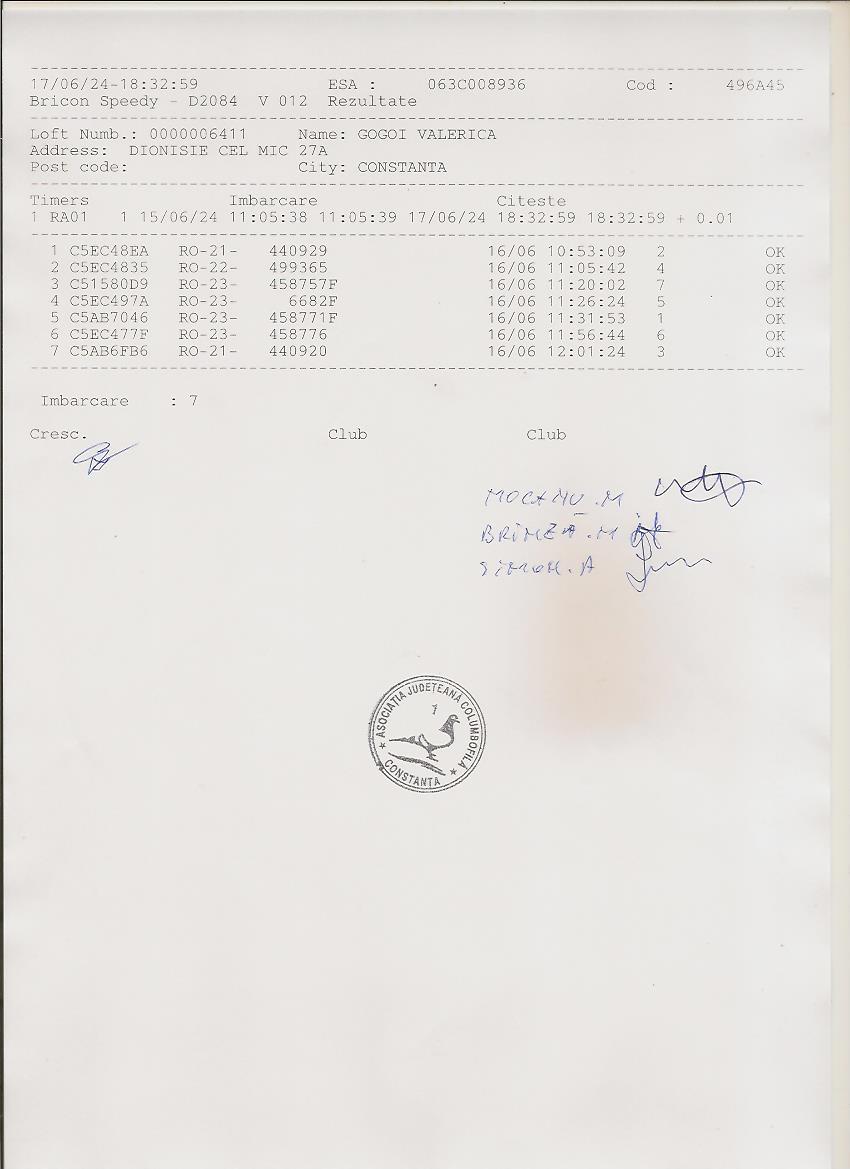 17/06/24-18:32:59 ESA : 063C008936 Cod : 496A45
Bricon Speedy - D2084 V 012 Rezultate
Loft Numb.: 0000006411 Name: GOGOI VALERICA
Address: DIONISIE CEL MIC 27A
Post code: City: CONSTANTA
Timers Imbarcare Citeste
1 RA01 1 15/06/24 11:05:38 11:05:39 17/06/24 18:32:59 18:32:59 + 0.01
1 C5EC48EA RO-21- 440929 16/06 10:53:09 2 OK
2 C5EC4835 RO-22- 499365 16/06 11:05:42 4 OK
3 C51580D9 RO-23- 458757F 16/06 11:20:02 7 OK
4 C5EC497A RO-23- 6682F 16/06 11:26:24 5 OK
5 C5AB7046 RO-23- 458771F 16/06 11:31:53 1 OK
6 C5EC477F RO-23- 458776 16/06 11:56:44 6 OK
7 C5AB6FB6 RO-21- 440920 16/06 12:01:24 3 OK
Imbarcare : 7
Cresc. Club Club
MOCANU .M
BRÎNZĂ .M
SIMON. A
ASOCIAŢIA JUDEŢEANĂ COLUMBOFILĂ
1
CONSTANTA